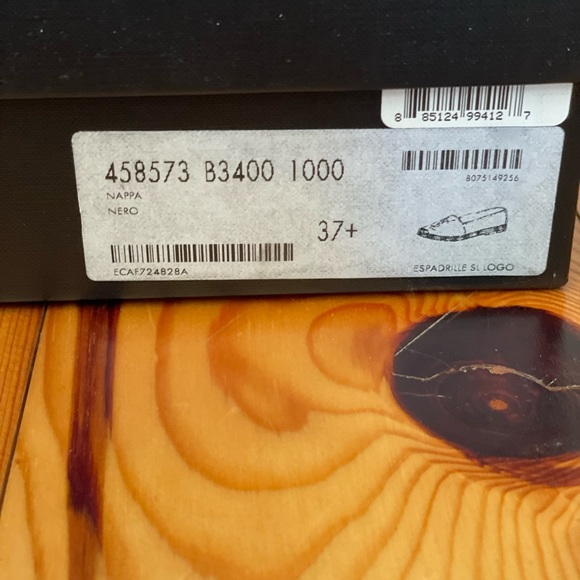 8 85124 99412 7
458573 B3400 1000
NAPPA
NERO
8075149256
37+
ECAF724828A
ESPADRILLE SL LOGO